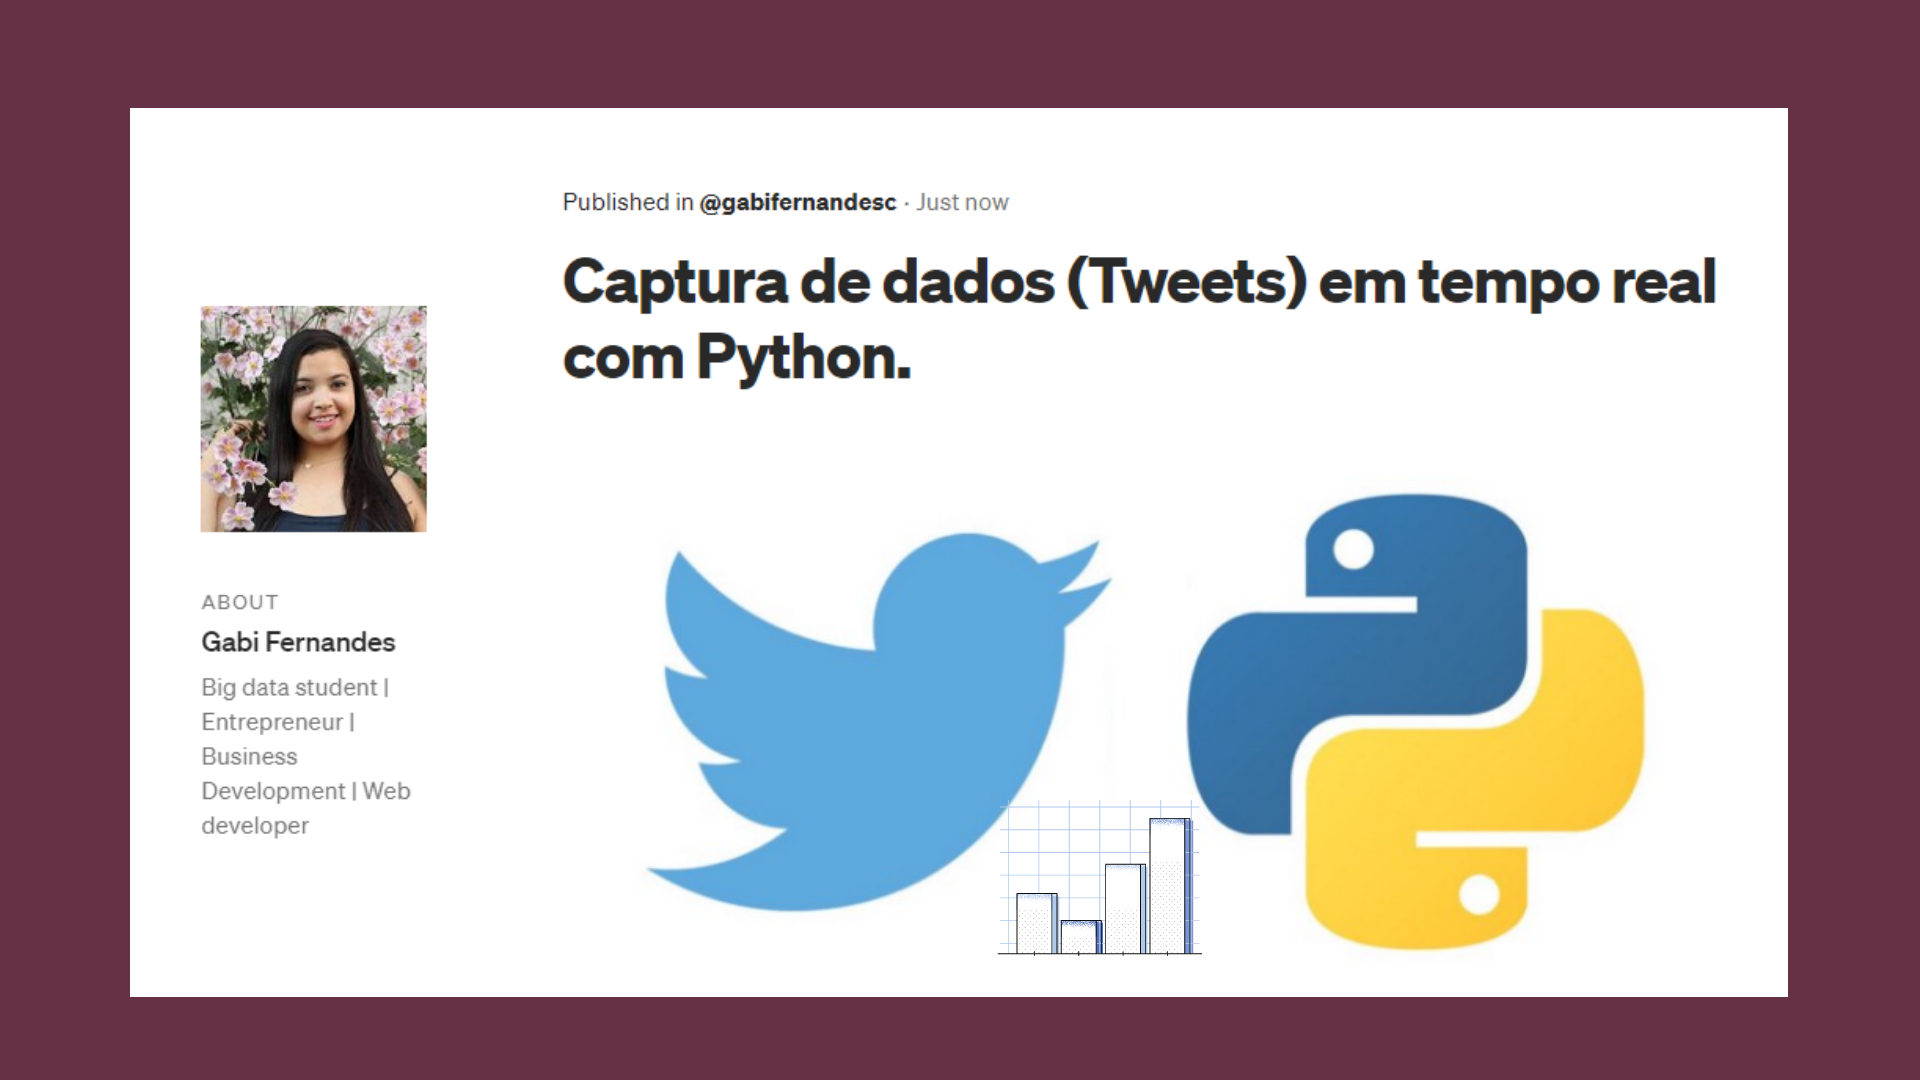 Published in @gabifernandesc · Just now
Captura de dados (Tweets) em tempo real
com Python.
ABOUT
Gabi Fernandes
Big data student |
Entrepreneur |
Business
Development | Web
developer